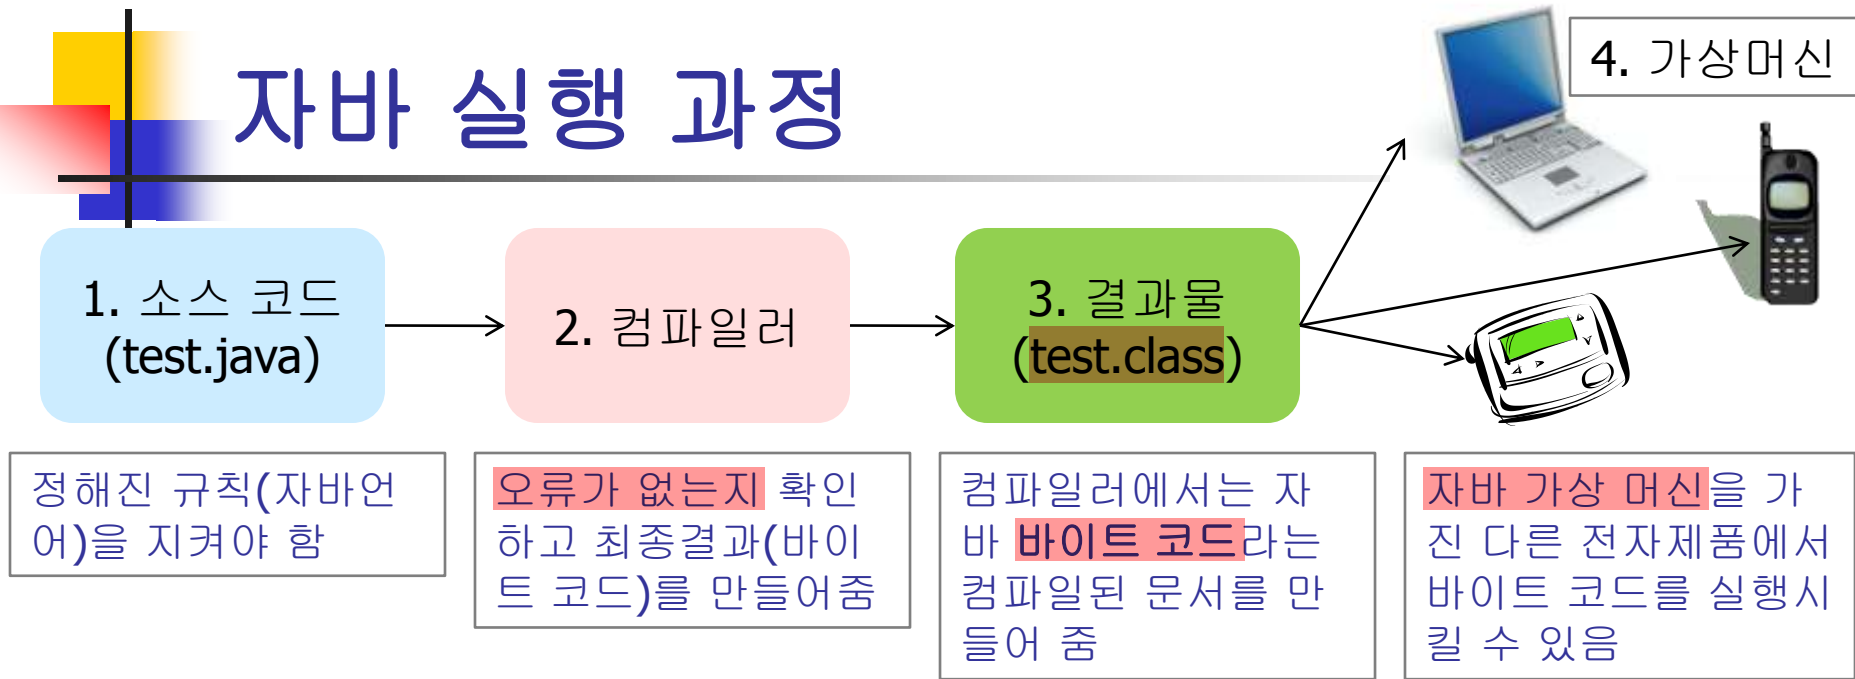 자바 실행 과정
4. 가상머신
1. 소스 코드
(test.java)
2. 컴파일러
3. 결과물
(test.class)
정해진 규칙(자바언
어)을 지켜야 함
오류가 없는지 확인
하고 최종결과(바이
트 코드)를 만들어줌
컴파일러에서는 자
바 바이트 코드라는
컴파일된 문서를 만
들어 줌
자바 가상 머신을 가
진 다른 전자제품에서
바이트 코드를 실행시
킬 수 있음